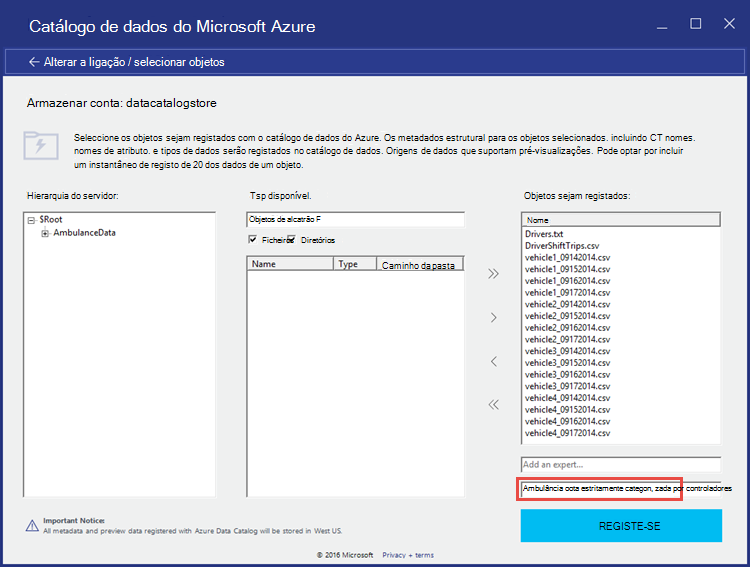 Catálogo de dados do Microsoft Azure
← Alterar a ligação / selecionar objetos
Armazenar conta: datacatalogstore
Seleccione os objetos sejam registados com o catálogo de dados do Azure. Os metadados estrutural para os objetos selecionados. incluindo CT nomes.
nomes de atributo. e tipos de dados serão registados no catálogo de dados. Origens de dados que suportam pré-visualizações. Pode optar por incluir
um instantâneo de registo de 20 dos dados de um objeto.
Hierarquia do servidor:
$Root
AmbulanceData
Tsp disponível.
Objetos de alcatrão F
Ficheiros Diretórios
Name Type Caminho da pasta
Objetos sejam registados:
Nome
Drivers.txt
DriverShiftTrips.csv
vehicle1_09142014.csv
vehicle1_09152014.csv
vehicle1_09162014.csv
vehicle1_09172014.csv
vehicle2_09142014.csv
vehicle2_09152014.csv
vehicle2_09162014.csv
vehicle2_09172014.csv
vehicle3_09142014.csv
vehicle3_09152014.csv
vehicle3_09162014.csv
vehicle3_09172014.csv
vehicle4_09142014.csv
vehicle4_09152014.csv
vehicle4_09162014.csv
vehicle4_09172014.csv
Add an expert...
Ambulância oota estritamente categon, zada por controladores
REGISTE-SE
Important Notice:
All metadata and preview data registered with Azure Data Catalog will be stored in West US.
© 2016 Microsoft Privacy + terms